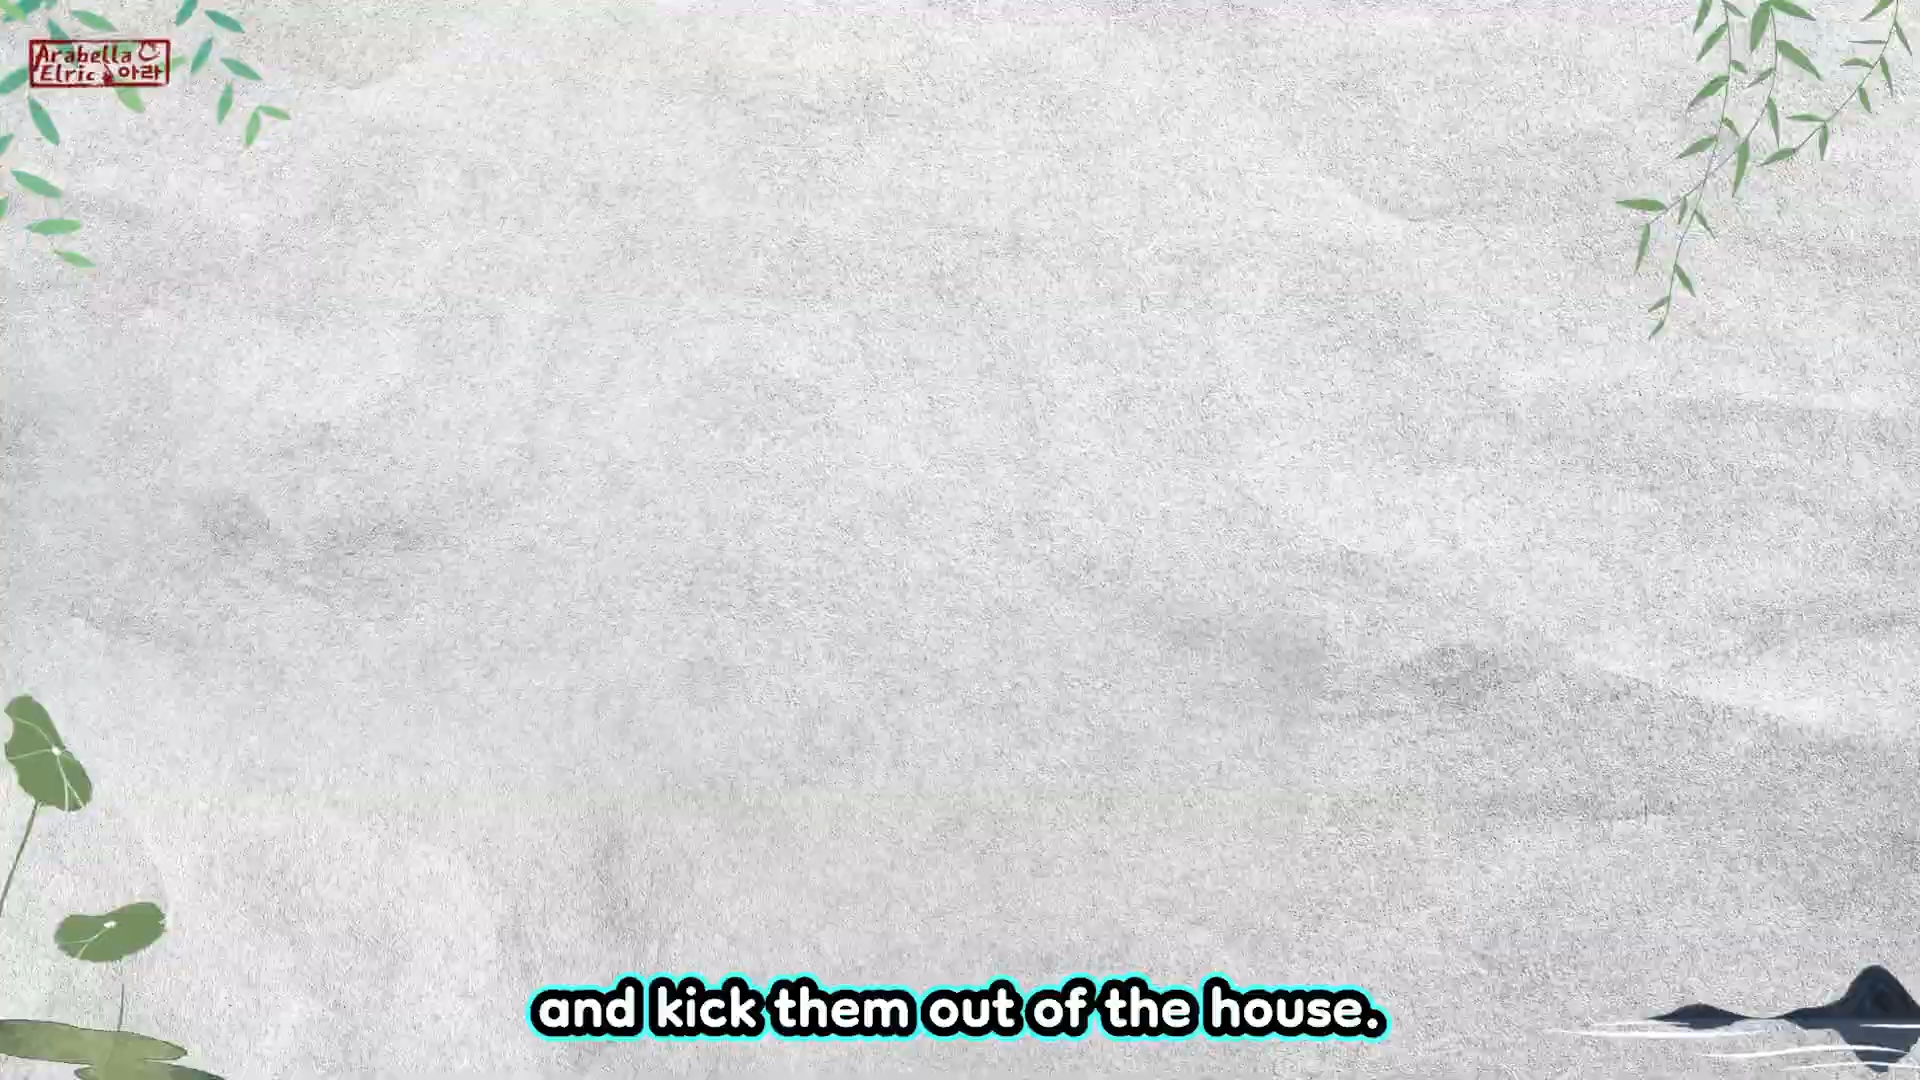 Arabella
Elric 아라
and kick them out of the house.